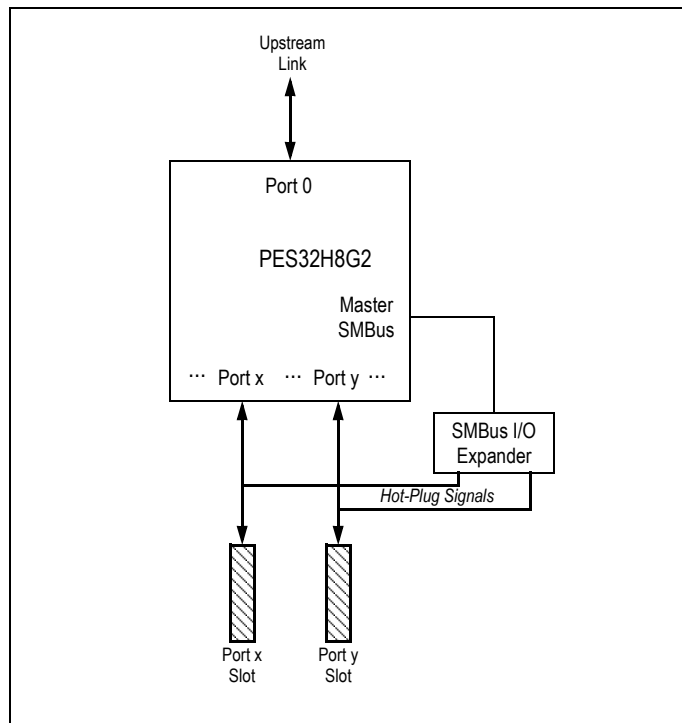 Upstream
Link
Port 0
PES32H8G2
Master
SMBus
... Port x ... Port y ...
SMBus I/O
Expander
Hot-Plug Signals
Port x
Slot
Port y
Slot